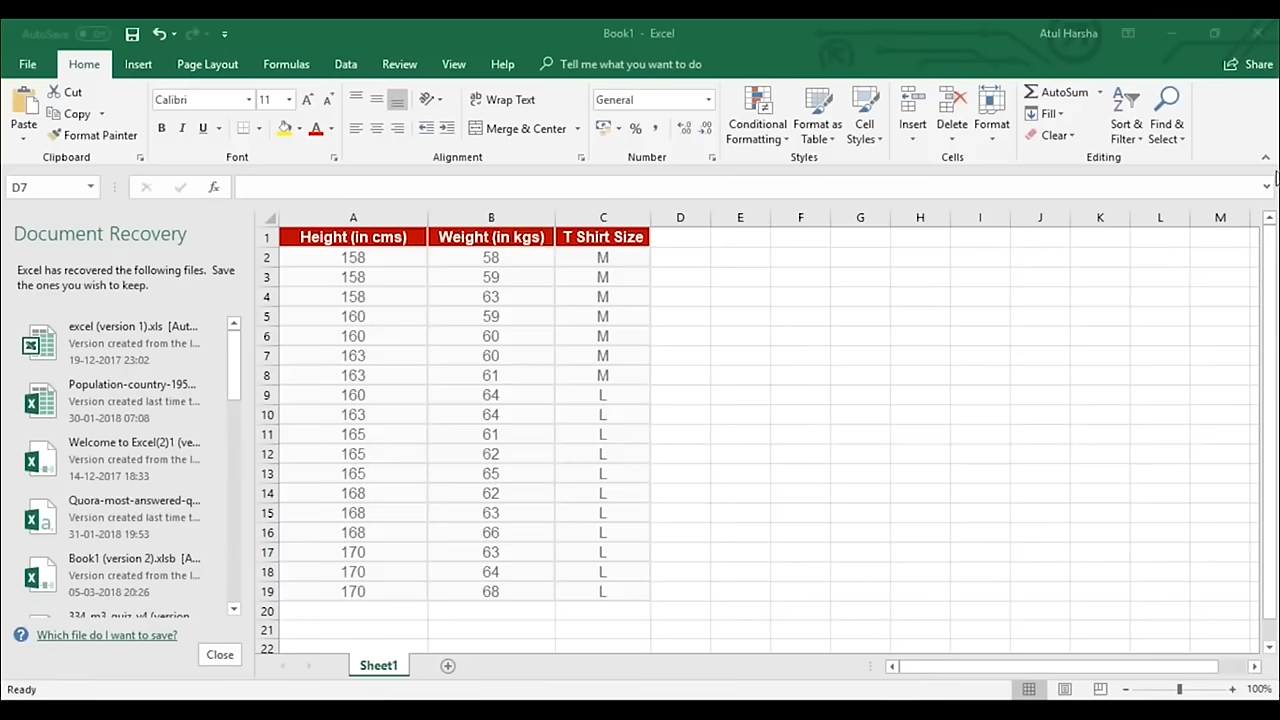 AutoSave Off
Book1 - Excel
Atul Harsha
File Home Insert Page Layout Formulas Data Review View Help Tell me what you want to do Share
Paste
Cut
Copy
Format Painter
Clipboard
Calibri 11
B I U
Font
Wrap Text
Merge & Center
Alignment
General
% ,
Number
Conditional Formatting
Format as Table
Cell Styles
Styles
Insert
Delete
Format
Cells
AutoSum
Fill
Clear
Sort & Filter
Find & Select
Editing
D7
fx
Document Recovery
Excel has recovered the following files. Save
the ones you wish to keep.
excel (version 1).xls [Aut...
Version created from the l...
19-12-2017 23:02
Population-country-195...
Version created last time t...
30-01-2018 07:08
Welcome to Excel(2)1 (ve...
Version created from the l...
14-12-2017 18:33
Quora-most-answered-q...
Version created last time t...
31-01-2018 19:53
Book1 (version 2).xlsb [A...
Version created from the l...
05-03-2018 20:26
334_m3_quiz_v4 (version
Which file do I want to save?
Close
A B C D E F G H I J K L M
1 Height (in cms) Weight (in kgs) T Shirt Size
2 158 58 M
3 158 59 M
4 158 63 M
5 160 59 M
6 160 60 M
7 163 60 M
8 163 61 M
9 160 64 L
10 163 64 L
11 165 61 L
12 165 62 L
13 165 65 L
14 168 62 L
15 168 63 L
16 168 66 L
17 170 63 L
18 170 64 L
19 170 68 L
20
21
22
Sheet1
Ready
100%